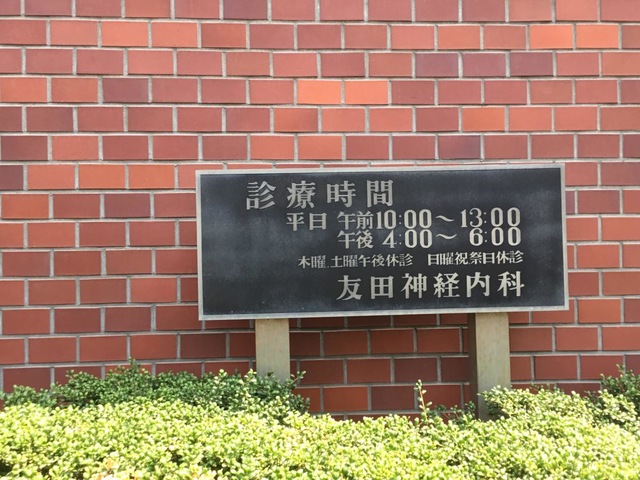 診療時間
平日 午前10:00〜13:00
午後 4:00〜 6:00
木曜.土曜午後休診 日曜祝祭日休診
友田神経内科